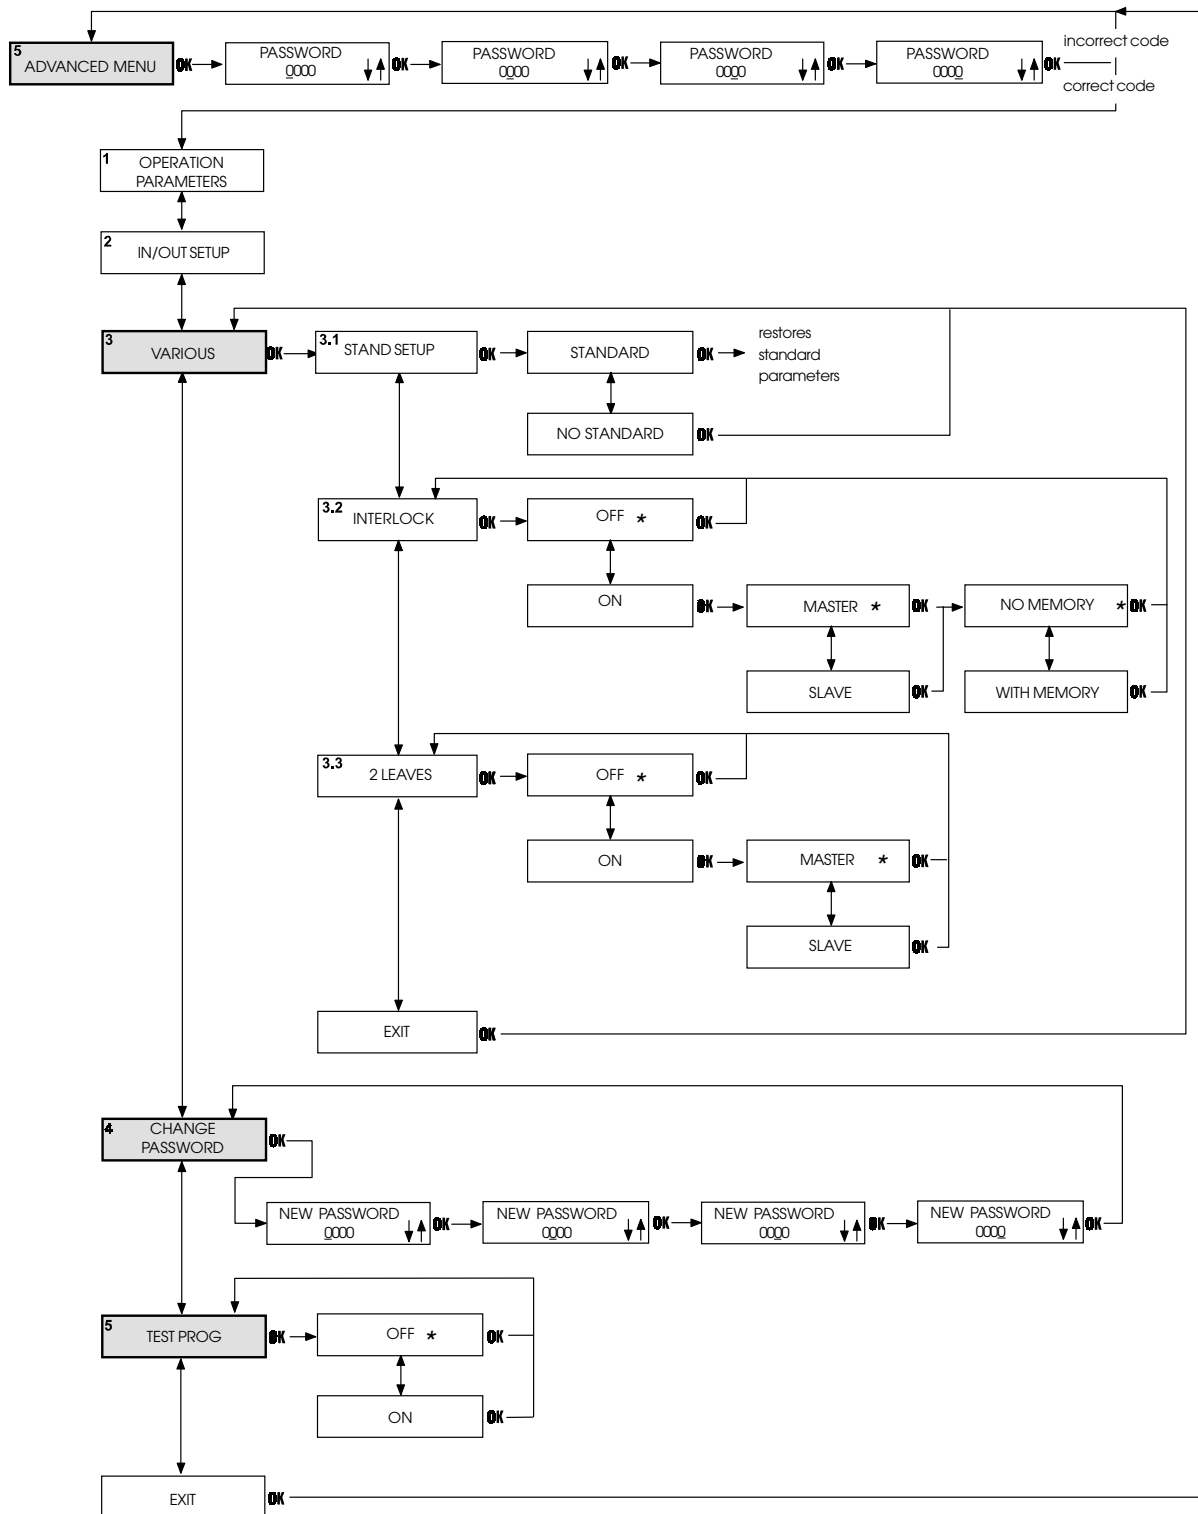 5
ADVANCED MENU
OK
PASSWORD
0000
OK
PASSWORD
0000
OK
PASSWORD
0000
OK
PASSWORD
0000
OK
incorrect code
correct code
1
OPERATION
PARAMETERS
2
IN/OUT SETUP
3
VARIOUS
OK
3.1
STAND SETUP
OK
STANDARD
OK
restores
standard
parameters
NO STANDARD
OK
3.2
INTERLOCK
OK
OFF *
OK
ON
OK
MASTER *
OK
NO MEMORY *
OK
SLAVE
OK
WITH MEMORY
OK
3.3
2 LEAVES
OK
OFF *
OK
ON
OK
MASTER *
OK
SLAVE
OK
EXIT
OK
4
CHANGE
PASSWORD
OK
NEW PASSWORD
0000
OK
NEW PASSWORD
0000
OK
NEW PASSWORD
0000
OK
NEW PASSWORD
0000
OK
5
TEST PROG
OK
OFF *
OK
ON
OK
EXIT
OK